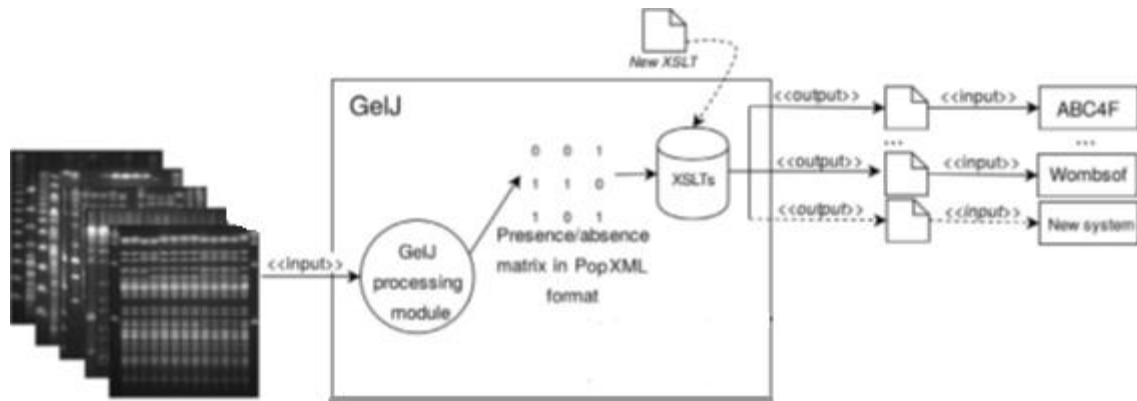 New XSLT
GelJ
<<output>>
<<input>>
ABC4F
...
...
0 0 1
1 1 0
1 0 1
XSLTs
<<output>>
<<input>>
Wombsof
<<output>>
<<input>>
New system
<<input>>
GelJ
processing
module
Presence/absence
matrix in PopXML
format